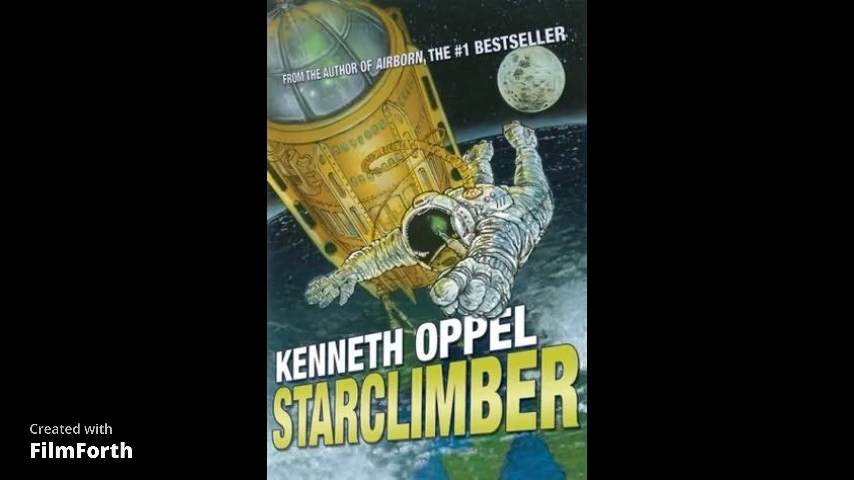 FROM THE AUTHOR OF AIRBORN, THE #1 BESTSELLER.
KENNETH OPPEL
STARCLIMBER
Created with
FilmForth